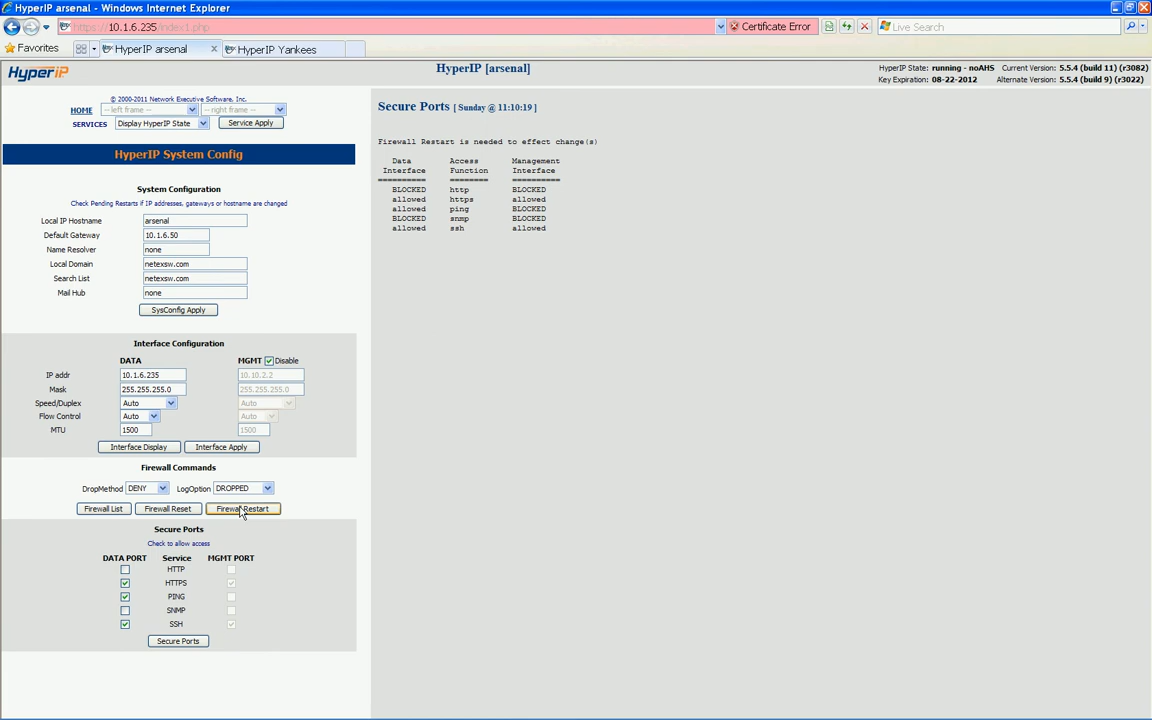 HyperIP arsenal - Windows Internet Explorer
https://10.1.6.235/index1.php
Certificate Error
Live Search
Favorites
HyperIP arsenal
HyperIP Yankees
HyperIP
HyperIP [arsenal]
HyperIP State: running - noAHS Current Version: 5.5.4 (build 11) (r3082)
Key Expiration: 08-22-2012 Alternate Version: 5.5.4 (build 9) (r3022)
© 2000-2011 Network Executive Software, Inc.
HOME -- left frame -- -- right frame --
SERVICES Display HyperIP State Service Apply
HyperIP System Config
System Configuration
Check Pending Restarts if IP addresses, gateways or hostname are changed
Local IP Hostname arsenal
Default Gateway 10.1.6.50
Name Resolver none
Local Domain netexsw.com
Search List netexsw.com
Mail Hub none
SysConfig Apply
Interface Configuration
DATA MGMT Disable
IP addr 10.1.6.235 10.10.2.2
Mask 255.255.255.0 255.255.255.0
Speed/Duplex Auto Auto
Flow Control Auto Auto
MTU 1500 1500
Interface Display Interface Apply
Firewall Commands
DropMethod DENY LogOption DROPPED
Firewall List Firewall Reset Firewall Restart
Secure Ports
Check to allow access
DATA PORT Service MGMT PORT
HTTP
HTTPS
PING
SNMP
SSH
Secure Ports
Secure Ports [ Sunday @ 11:10:19 ]
Firewall Restart is needed to effect change(s)
Data Access Management
Interface Function Interface
========== ======== ==========
BLOCKED http BLOCKED
allowed https allowed
allowed ping BLOCKED
BLOCKED snmp BLOCKED
allowed ssh allowed